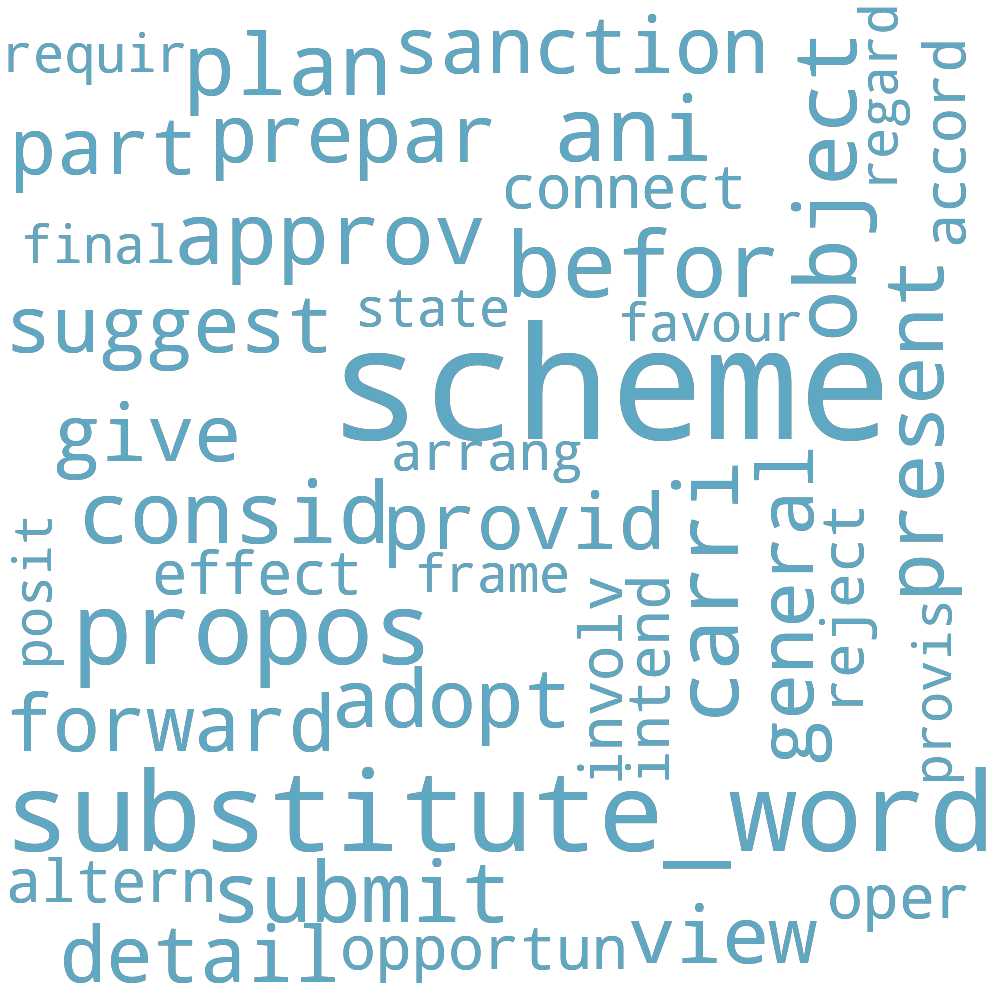 requir
plan
sanction
object
regard
accord
part
prepar
ani
connect
final
approv
befor
suggest
state
favour
scheme
present
give
arrang
consid
provid
carri
general
reject
posit
effect
frame
involv
intend
provis
propos
forward
adopt
substitute_word
altern
submit
oper
detail
opportun
view